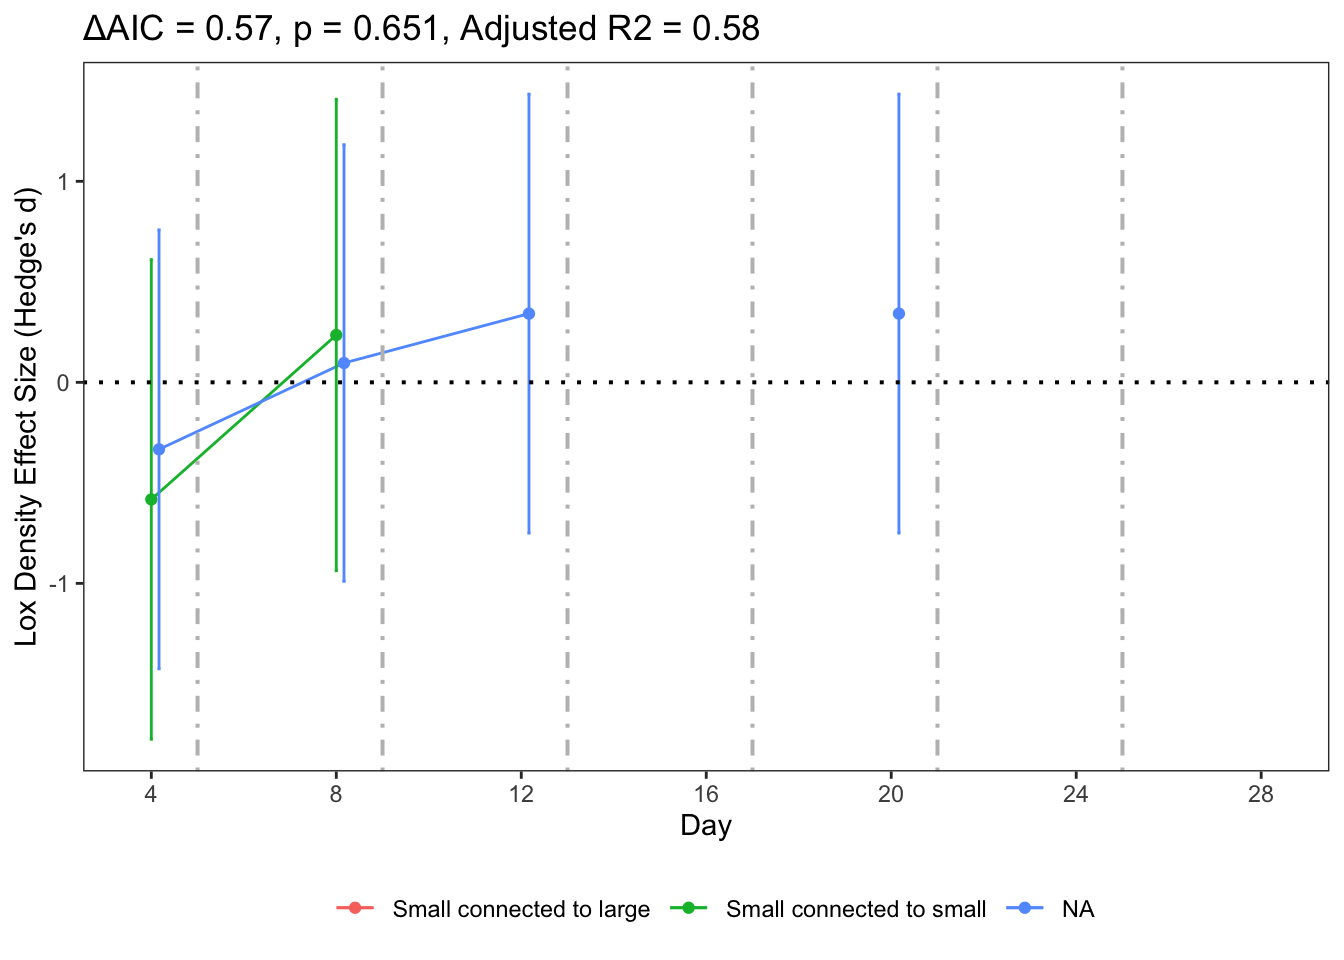 ΔAIC = 0.57, p = 0.651, Adjusted R2 = 0.58
Lox Density Effect Size (Hedge's d)
1
0
-1
4 8 12 16 20 24 28
Day
Small connected to large Small connected to small NA